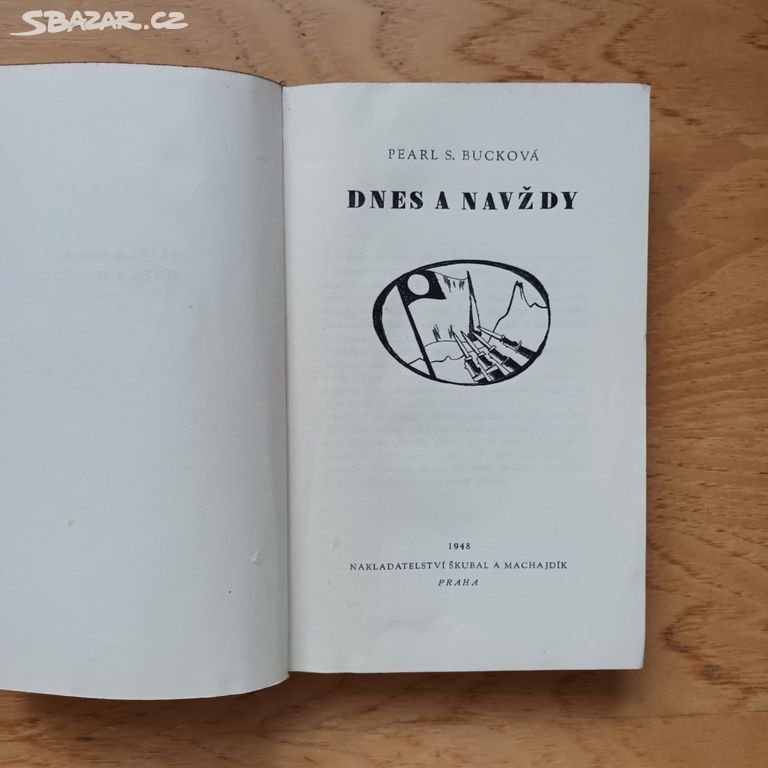 SBAZAR.CZ
PEARL S. BUCKOVÁ
DNES A NAVŽDY
1948
NAKLADATELSTVÍ ŠKUBAL A MACHAJDÍK
PRAHA